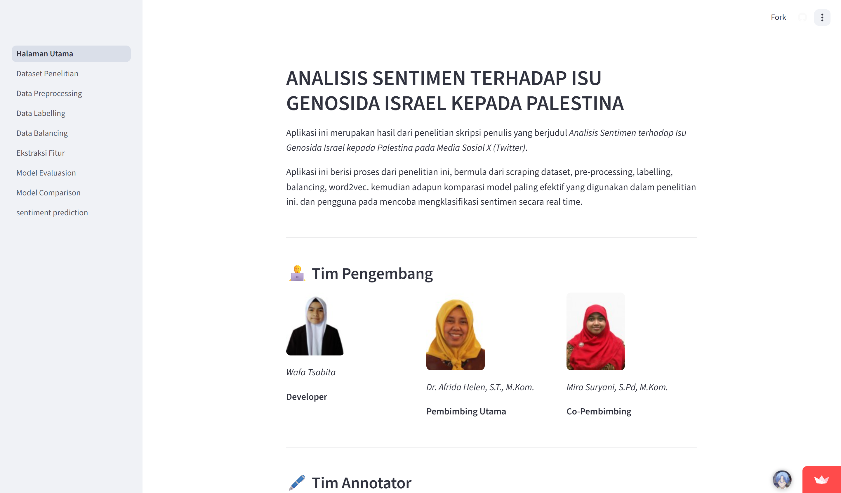 Fork
Halaman Utama
Dataset Penelitian
Data Preprocessing
Data Labelling
Data Balancing
Ekstraksi Fitur
Model Evaluasion
Model Comparison
sentiment prediction
ANALISIS SENTIMEN TERHADAP ISU
GENOSIDA ISRAEL KEPADA PALESTINA
Aplikasi ini merupakan hasil dari penelitian skripsi penulis yang berjudul Analisis Sentimen terhadap Isu
Genosida Israel kepada Palestina pada Media Sosial X (Twitter).
Aplikasi ini berisi proses dari penelitian ini, bermula dari scraping dataset, pre-processing, labelling,
balancing, word2vec. kemudian adapun komparasi model paling efektif yang digunakan dalam penelitian
ini. dan pengguna pada mencoba mengklasifikasi sentimen secara real time.
Tim Pengembang
Wafa Tsabita
Developer
Dr. Afrida Helen, S.T., M.Kom.
Pembimbing Utama
Mira Suryani, S.Pd, M.Kom.
Co-Pembimbing
Tim Annotator